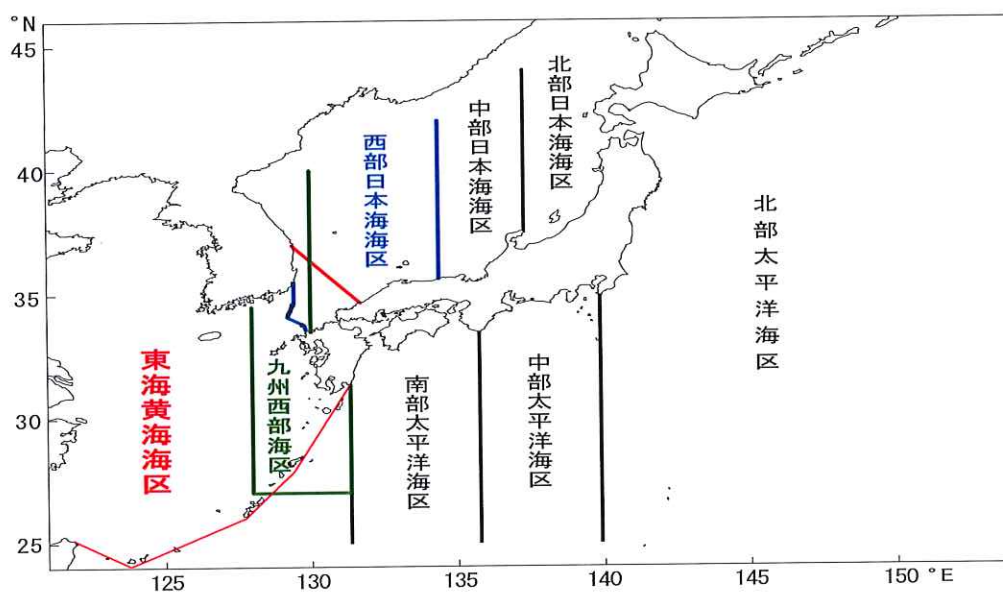 °N
45
40
35
30
25
西部日本海海区
中部日本海海区
北部日本海海区
北部太平洋海区
東海黄海海区
九州西部海区
南部太平洋海区
中部太平洋海区
125
130
135
140
145
150 °E